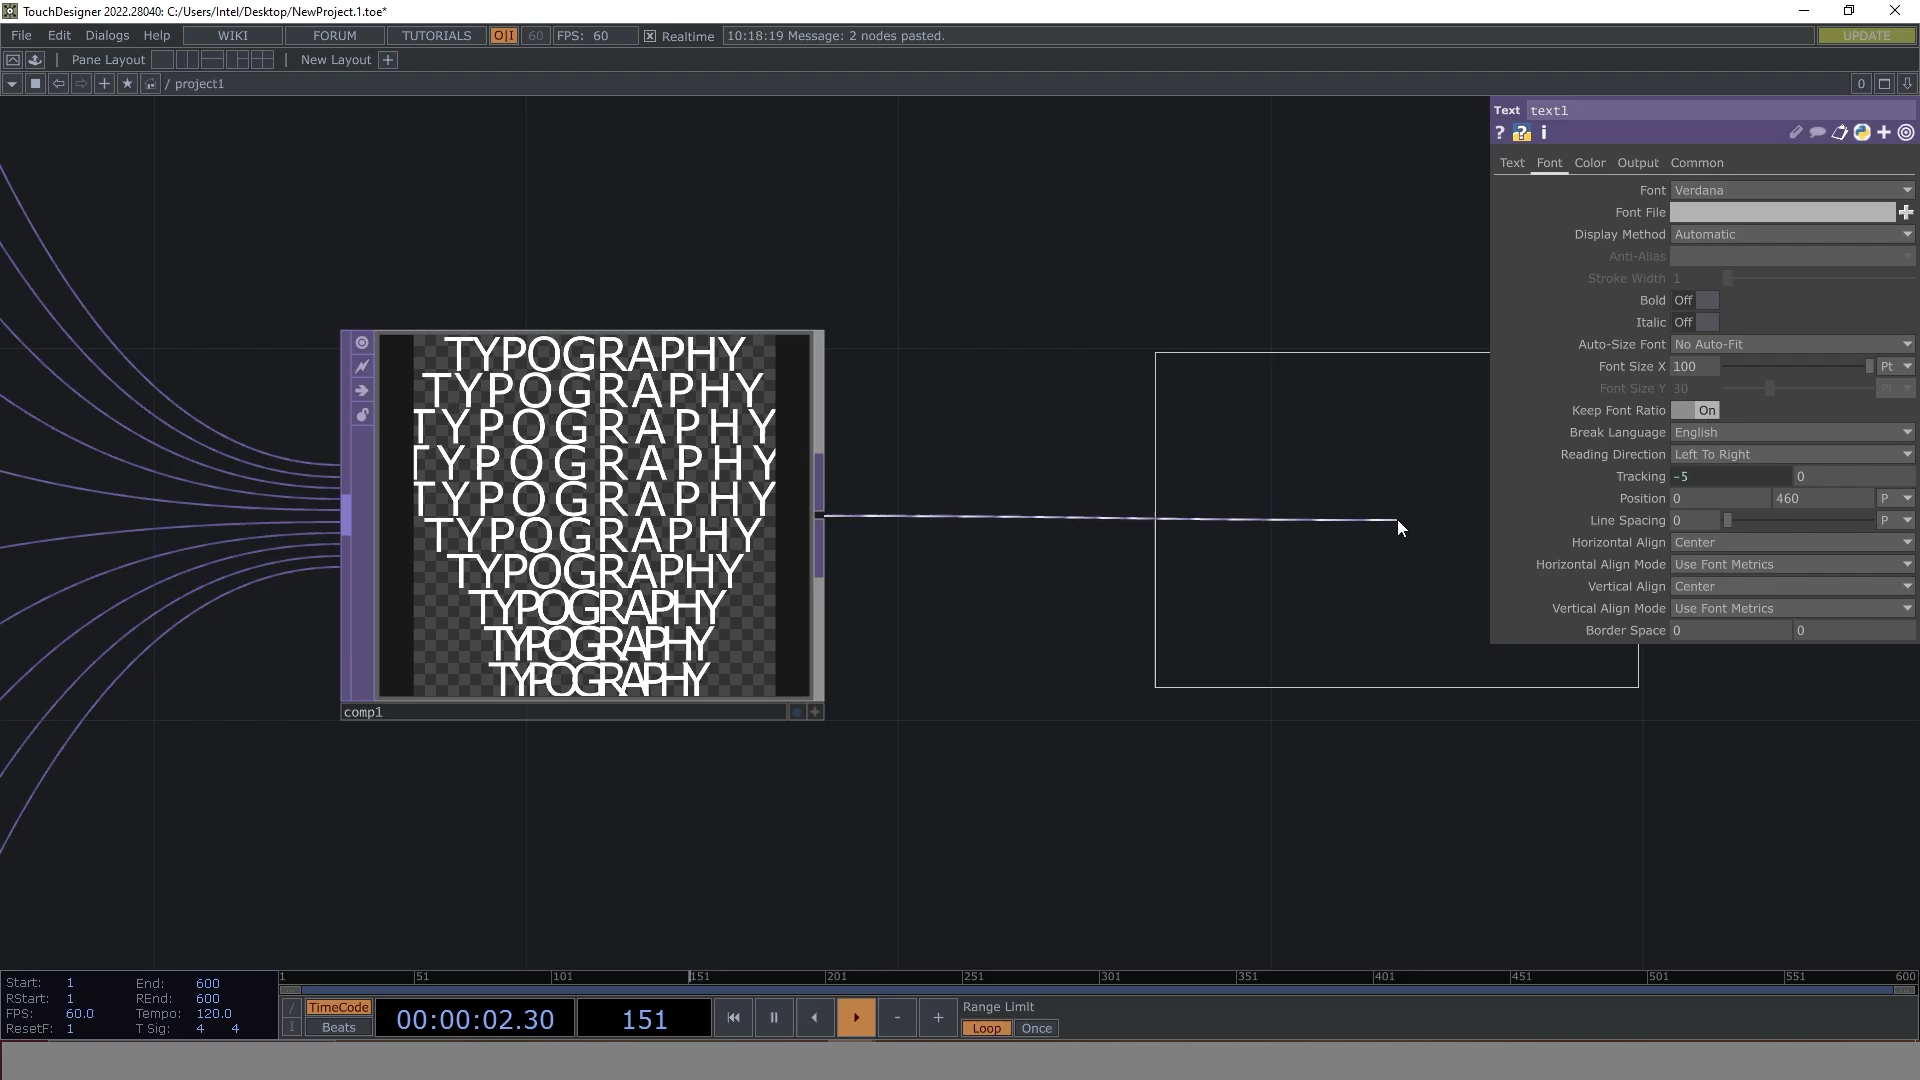 TouchDesigner 2022.28040: C:/Users/Intel/Desktop/NewProject.1.toe*
File Edit Dialogs Help WIKI FORUM TUTORIALS O|I 60 FPS: 60 Realtime 10:18:19 Message: 2 nodes pasted. UPDATE
Pane Layout | New Layout +
/ project1 0
Text text1
? ? i
Text Font Color Output Common
Font Verdana
Font File
Display Method Automatic
Anti-Alias
Stroke Width 1
Bold Off
Italic Off
Auto-Size Font No Auto-Fit
Font Size X 100 Pt
Font Size Y 30 Pt
Keep Font Ratio On
Break Language English
Reading Direction Left To Right
Tracking -5 0
Position 0 460 P
Line Spacing 0 P
Horizontal Align Center
Horizontal Align Mode Use Font Metrics
Vertical Align Center
Vertical Align Mode Use Font Metrics
Border Space 0 0
TYPOGRAPHY
TYPOGRAPHY
TYPOGRAPHY
TYPOGRAPHY
TYPOGRAPHY
TYPOGRAPHY
TYPOGRAPHY
TYPOGRAPHY
TYPOGRAPHY
TYPOGRAPHY
comp1
1 51 101 151 201 251 301 351 401 451 501 551 600
Start: 1 End: 600
RStart: 1 REnd: 600
FPS: 60.0 Tempo: 120.0
ResetF: 1 T Sig: 4 4
TimeCode
Beats
00:00:02.30
151
- +
Range Limit
Loop Once